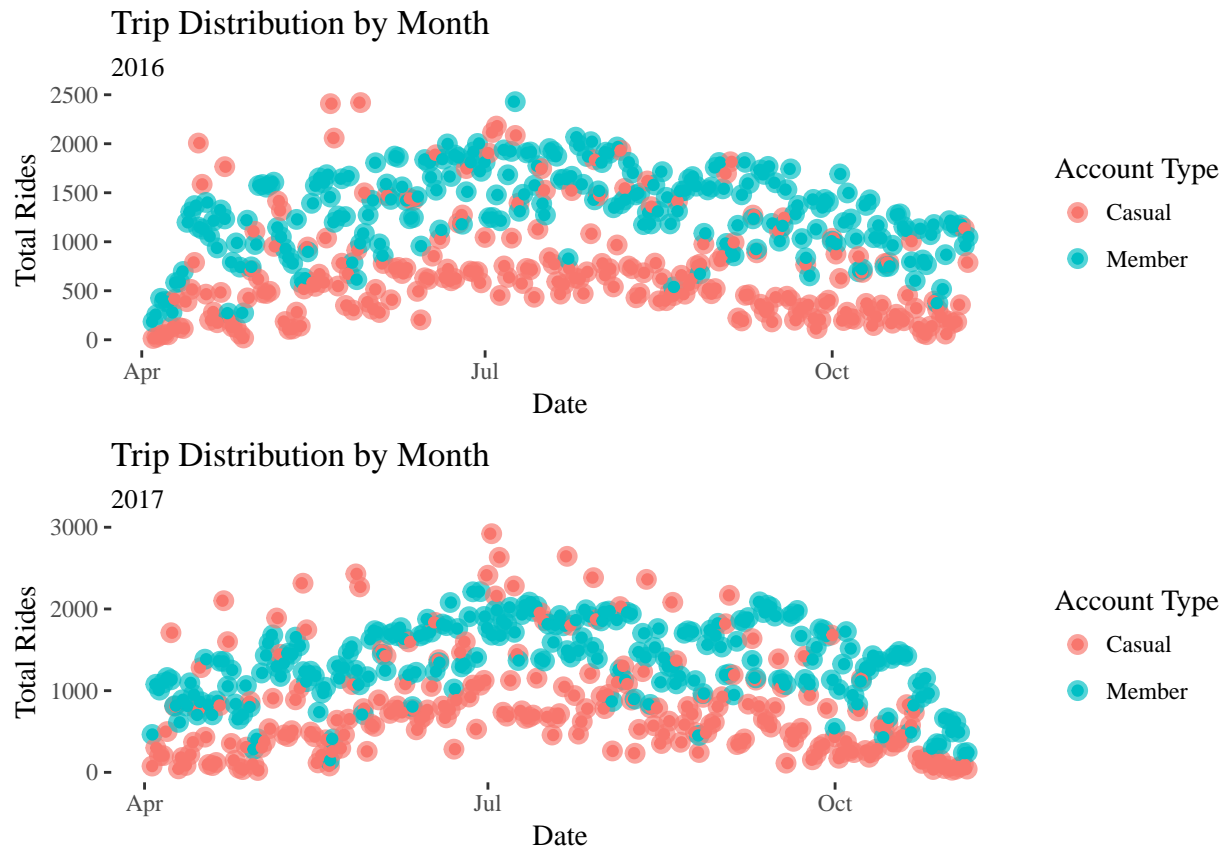 Trip Distribution by Month
2016
2500
2000
1500
1000
500
0
Total Rides
Apr
Jul
Oct
Date
Account Type
Casual
Member
Trip Distribution by Month
2017
3000
2000
1000
0
Total Rides
Apr
Jul
Oct
Date
Account Type
Casual
Member